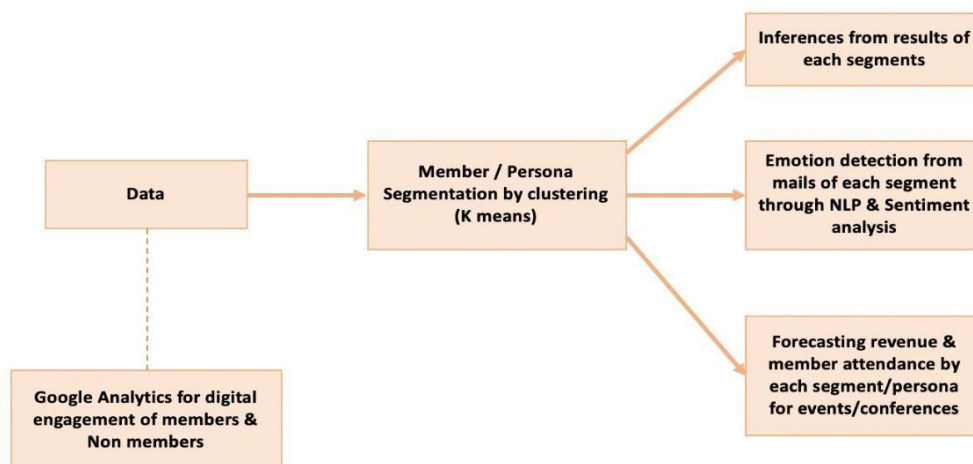 Data
Google Analytics for digital
engagement of members &
Non members
Member / Persona
Segmentation by clustering
(K means)
Inferences from results of
each segments
Emotion detection from
mails of each segment
through NLP & Sentiment
analysis
Forecasting revenue &
member attendance by
each segment/persona
for events/conferences